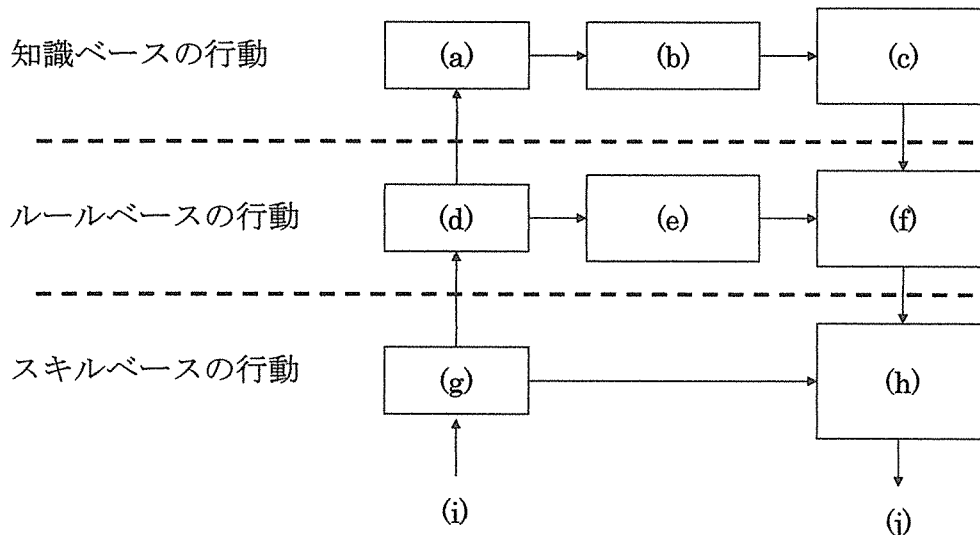 知識ベースの行動
(a)
(b)
(c)
ルールベースの行動
(d)
(e)
(f)
スキルベースの行動
(g)
(h)
(i)
(j)